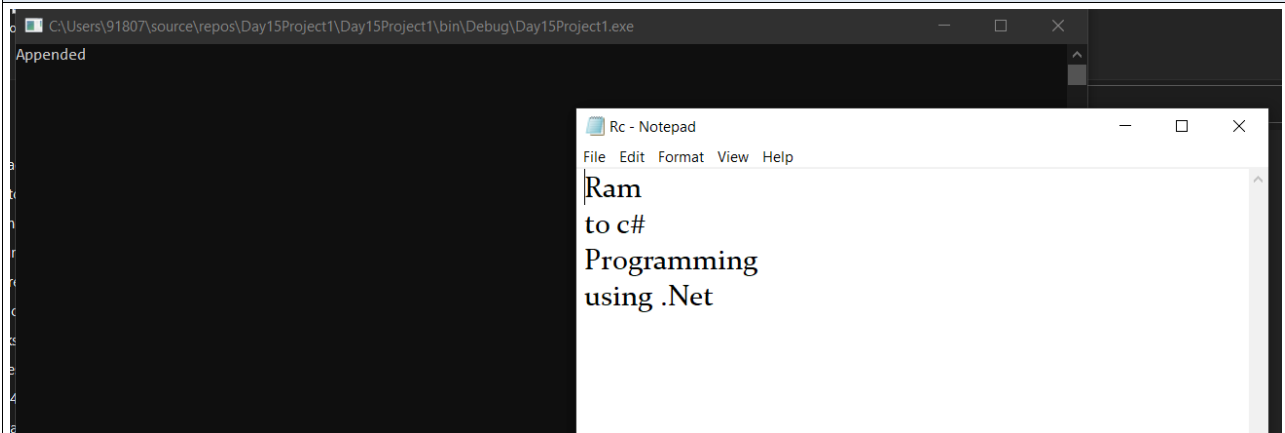 C:\Users\91807\source\repos\Day15Project1\Day15Project1\bin\Debug\Day15Project1.exe
Appended
Rc - Notepad
File Edit Format View Help
Ram
to c#
Programming
using .Net